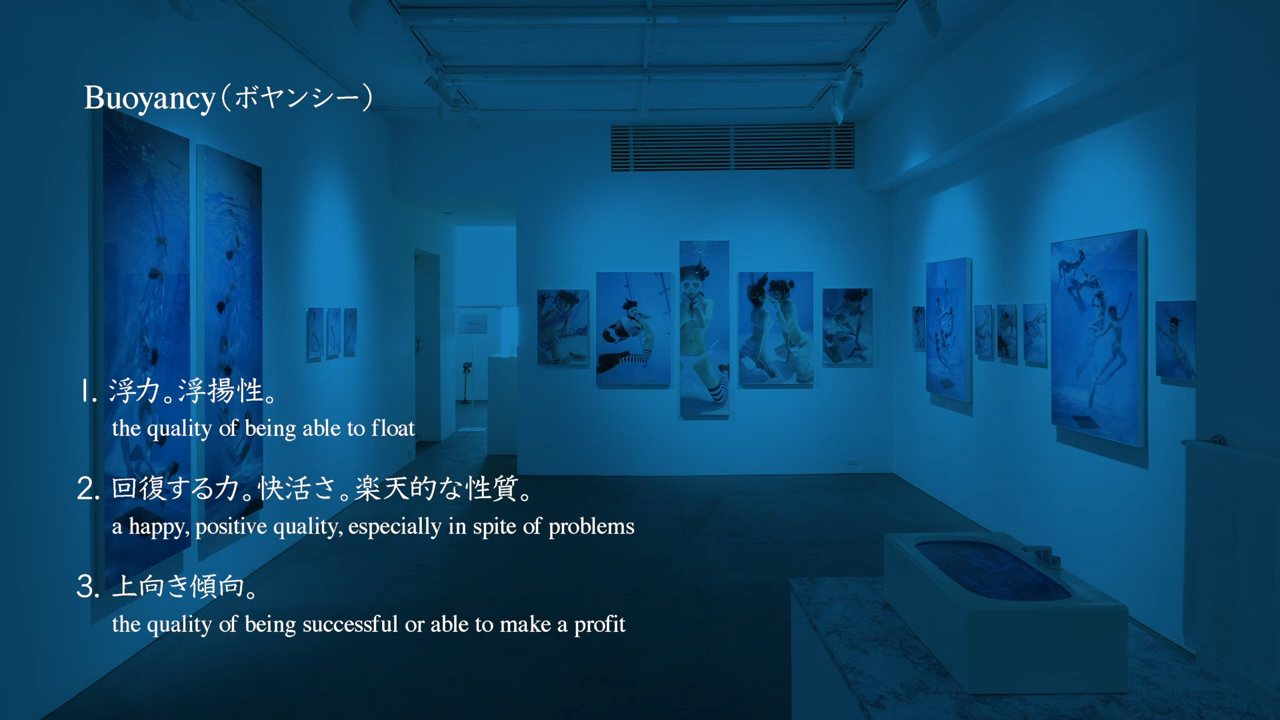 Buoyancy（ボヤンシー）
1. 浮力。浮揚性。
the quality of being able to float
2. 回復する力。快活さ。楽天的な性質。
a happy, positive quality, especially in spite of problems
3. 上向き傾向。
the quality of being successful or able to make a profit